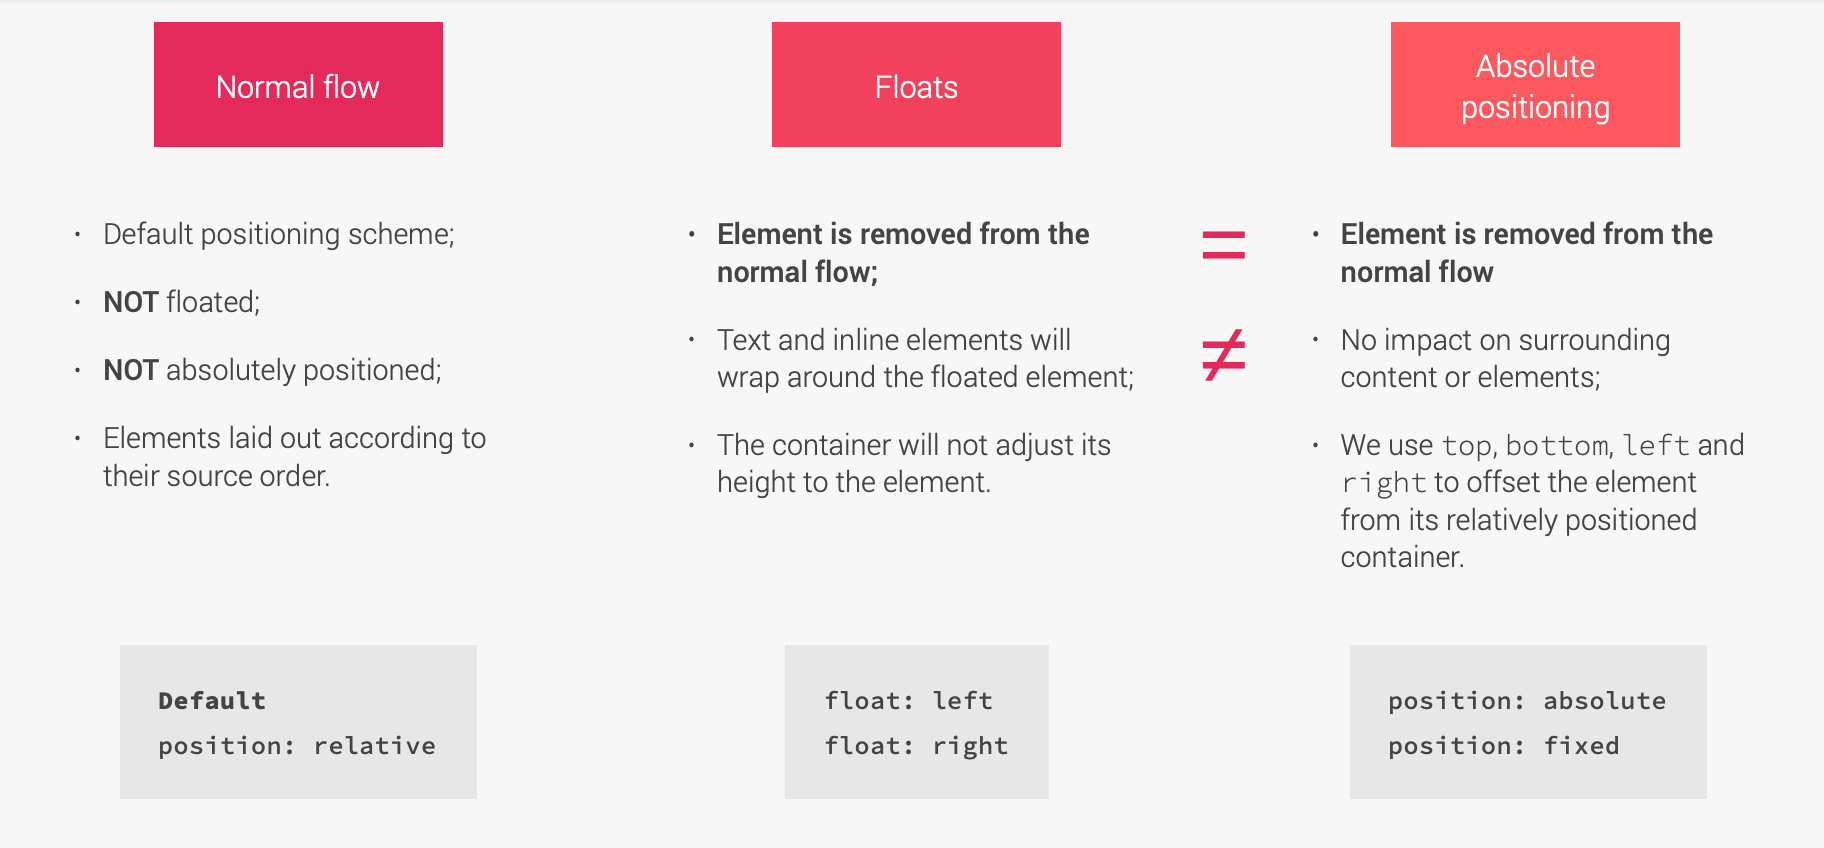 Normal flow
• Default positioning scheme;
• NOT floated;
• NOT absolutely positioned;
• Elements laid out according to
their source order.
Default
position: relative
Floats
• Element is removed from the
normal flow;
• Text and inline elements will
wrap around the floated element;
• The container will not adjust its
height to the element.
float: left
float: right
=
≠
Absolute
positioning
• Element is removed from the
normal flow
• No impact on surrounding
content or elements;
• We use top, bottom, left and
right to offset the element
from its relatively positioned
container.
position: absolute
position: fixed